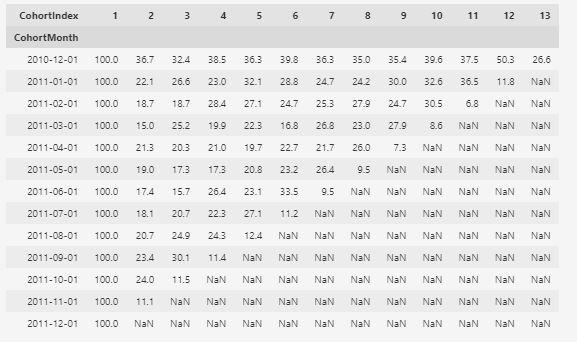 CohortIndex 1 2 3 4 5 6 7 8 9 10 11 12 13
CohortMonth
2010-12-01 100.0 36.7 32.4 38.5 36.3 39.8 36.3 35.0 35.4 39.6 37.5 50.3 26.6
2011-01-01 100.0 22.1 26.6 23.0 32.1 28.8 24.7 24.2 30.0 32.6 36.5 11.8 NaN
2011-02-01 100.0 18.7 18.7 28.4 27.1 24.7 25.3 27.9 24.7 30.5 6.8 NaN NaN
2011-03-01 100.0 15.0 25.2 19.9 22.3 16.8 26.8 23.0 27.9 8.6 NaN NaN NaN
2011-04-01 100.0 21.3 20.3 21.0 19.7 22.7 21.7 26.0 7.3 NaN NaN NaN NaN
2011-05-01 100.0 19.0 17.3 17.3 20.8 23.2 26.4 9.5 NaN NaN NaN NaN NaN
2011-06-01 100.0 17.4 15.7 26.4 23.1 33.5 9.5 NaN NaN NaN NaN NaN NaN
2011-07-01 100.0 18.1 20.7 22.3 27.1 11.2 NaN NaN NaN NaN NaN NaN NaN
2011-08-01 100.0 20.7 24.9 24.3 12.4 NaN NaN NaN NaN NaN NaN NaN NaN
2011-09-01 100.0 23.4 30.1 11.4 NaN NaN NaN NaN NaN NaN NaN NaN NaN
2011-10-01 100.0 24.0 11.5 NaN NaN NaN NaN NaN NaN NaN NaN NaN NaN
2011-11-01 100.0 11.1 NaN NaN NaN NaN NaN NaN NaN NaN NaN NaN NaN
2011-12-01 100.0 NaN NaN NaN NaN NaN NaN NaN NaN NaN NaN NaN NaN